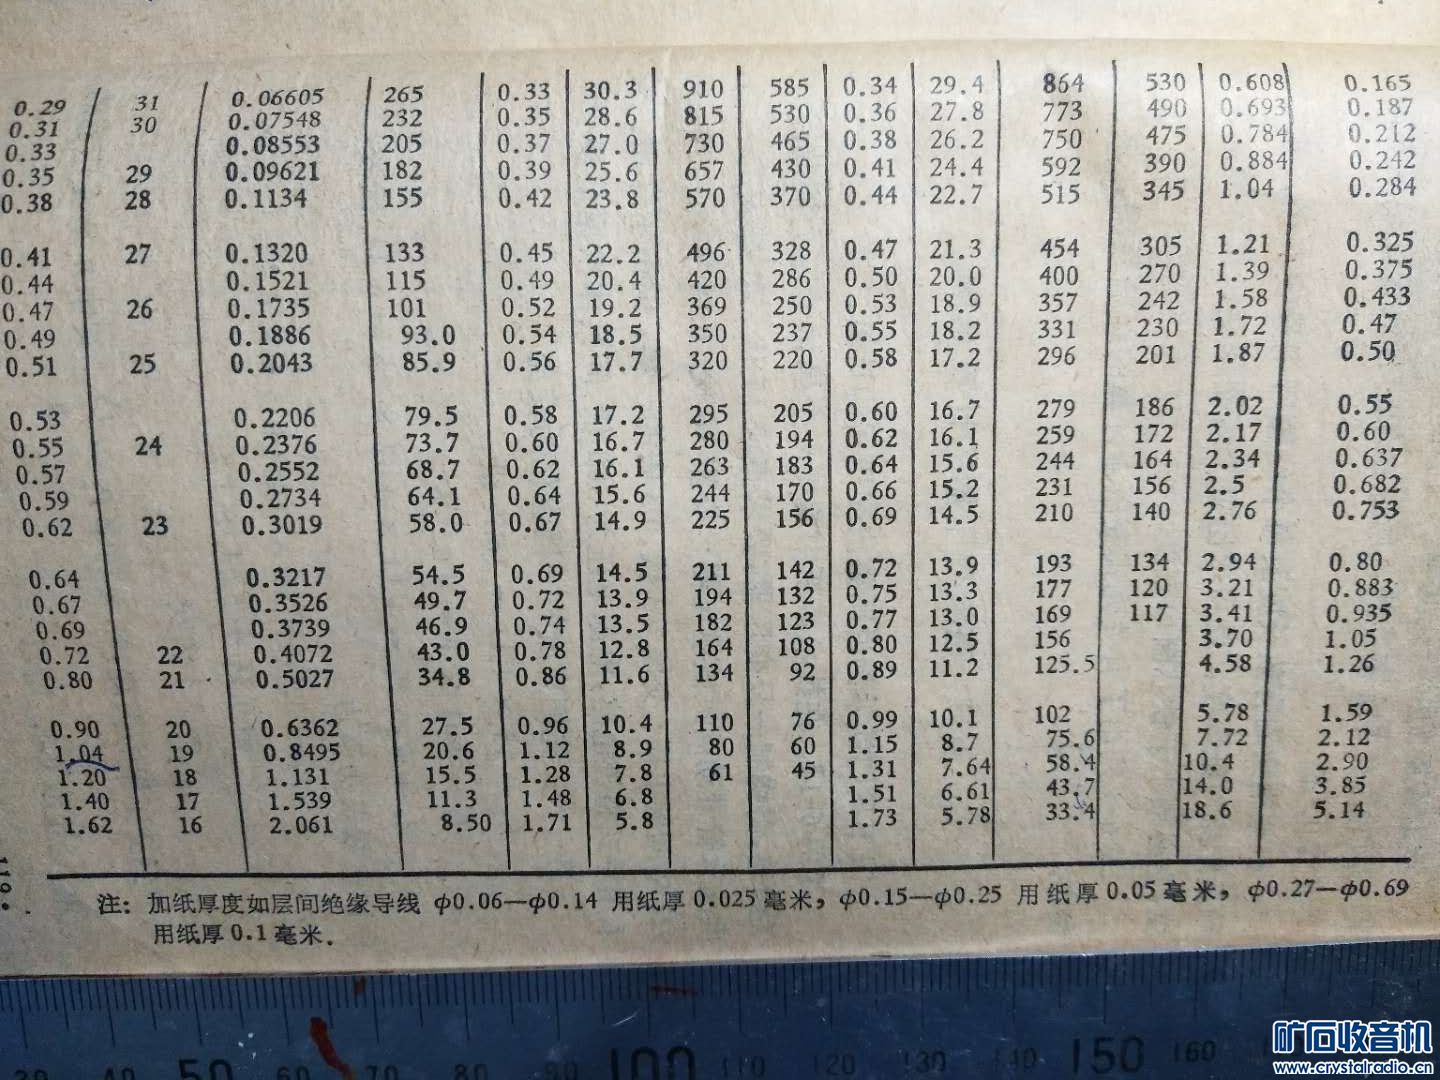 0.29 31 0.06605 265 0.33 30.3 910 585 0.34 29.4 864 530 0.608 0.165
0.31 30 0.07548 232 0.35 28.6 815 530 0.36 27.8 773 490 0.693 0.187
0.33 0.08553 205 0.37 27.0 730 465 0.38 26.2 750 475 0.784 0.212
0.35 29 0.09621 182 0.39 25.6 657 430 0.41 24.4 592 390 0.884 0.242
0.38 28 0.1134 155 0.42 23.8 570 370 0.44 22.7 515 345 1.04 0.284
0.41 27 0.1320 133 0.45 22.2 496 328 0.47 21.3 454 305 1.21 0.325
0.44 0.1521 115 0.49 20.4 420 286 0.50 20.0 400 270 1.39 0.375
0.47 26 0.1735 101 0.52 19.2 369 250 0.53 18.9 357 242 1.58 0.433
0.49 0.1886 93.0 0.54 18.5 350 237 0.55 18.2 331 230 1.72 0.47
0.51 25 0.2043 85.9 0.56 17.7 320 220 0.58 17.2 296 201 1.87 0.50
0.53 0.2206 79.5 0.58 17.2 295 205 0.60 16.7 279 186 2.02 0.55
0.55 24 0.2376 73.7 0.60 16.7 280 194 0.62 16.1 259 172 2.17 0.60
0.57 0.2552 68.7 0.62 16.1 263 183 0.64 15.6 244 164 2.34 0.637
0.59 0.2734 64.1 0.64 15.6 244 170 0.66 15.2 231 156 2.5 0.682
0.62 23 0.3019 58.0 0.67 14.9 225 156 0.69 14.5 210 140 2.76 0.753
0.64 0.3217 54.5 0.69 14.5 211 142 0.72 13.9 193 134 2.94 0.80
0.67 0.3526 49.7 0.72 13.9 194 132 0.75 13.3 177 120 3.21 0.883
0.69 0.3739 46.9 0.74 13.5 182 123 0.77 13.0 169 117 3.41 0.935
0.72 22 0.4072 43.0 0.78 12.8 164 108 0.80 12.5 156 3.70 1.05
0.80 21 0.5027 34.8 0.86 11.6 134 92 0.89 11.2 125.5 4.58 1.26
0.90 20 0.6362 27.5 0.96 10.4 110 76 0.99 10.1 102 5.78 1.59
1.04 19 0.8495 20.6 1.12 8.9 80 60 1.15 8.7 75.6 7.72 2.12
1.20 18 1.131 15.5 1.28 7.8 61 45 1.31 7.64 58.4 10.4 2.90
1.40 17 1.539 11.3 1.48 6.8 1.51 6.61 43.7 14.0 3.85
1.62 16 2.061 8.50 1.71 5.8 1.73 5.78 33.4 18.6 5.14
注：加纸厚度如层间绝缘导线 φ0.06—φ0.14 用纸厚0.025毫米，φ0.15—φ0.25 用纸厚0.05毫米，φ0.27—φ0.69
用纸厚0.1毫米．
30 40 50 60 70 80 90 100 110 120 130 140 150 160
矿石收音机
www.crystalradio.cn